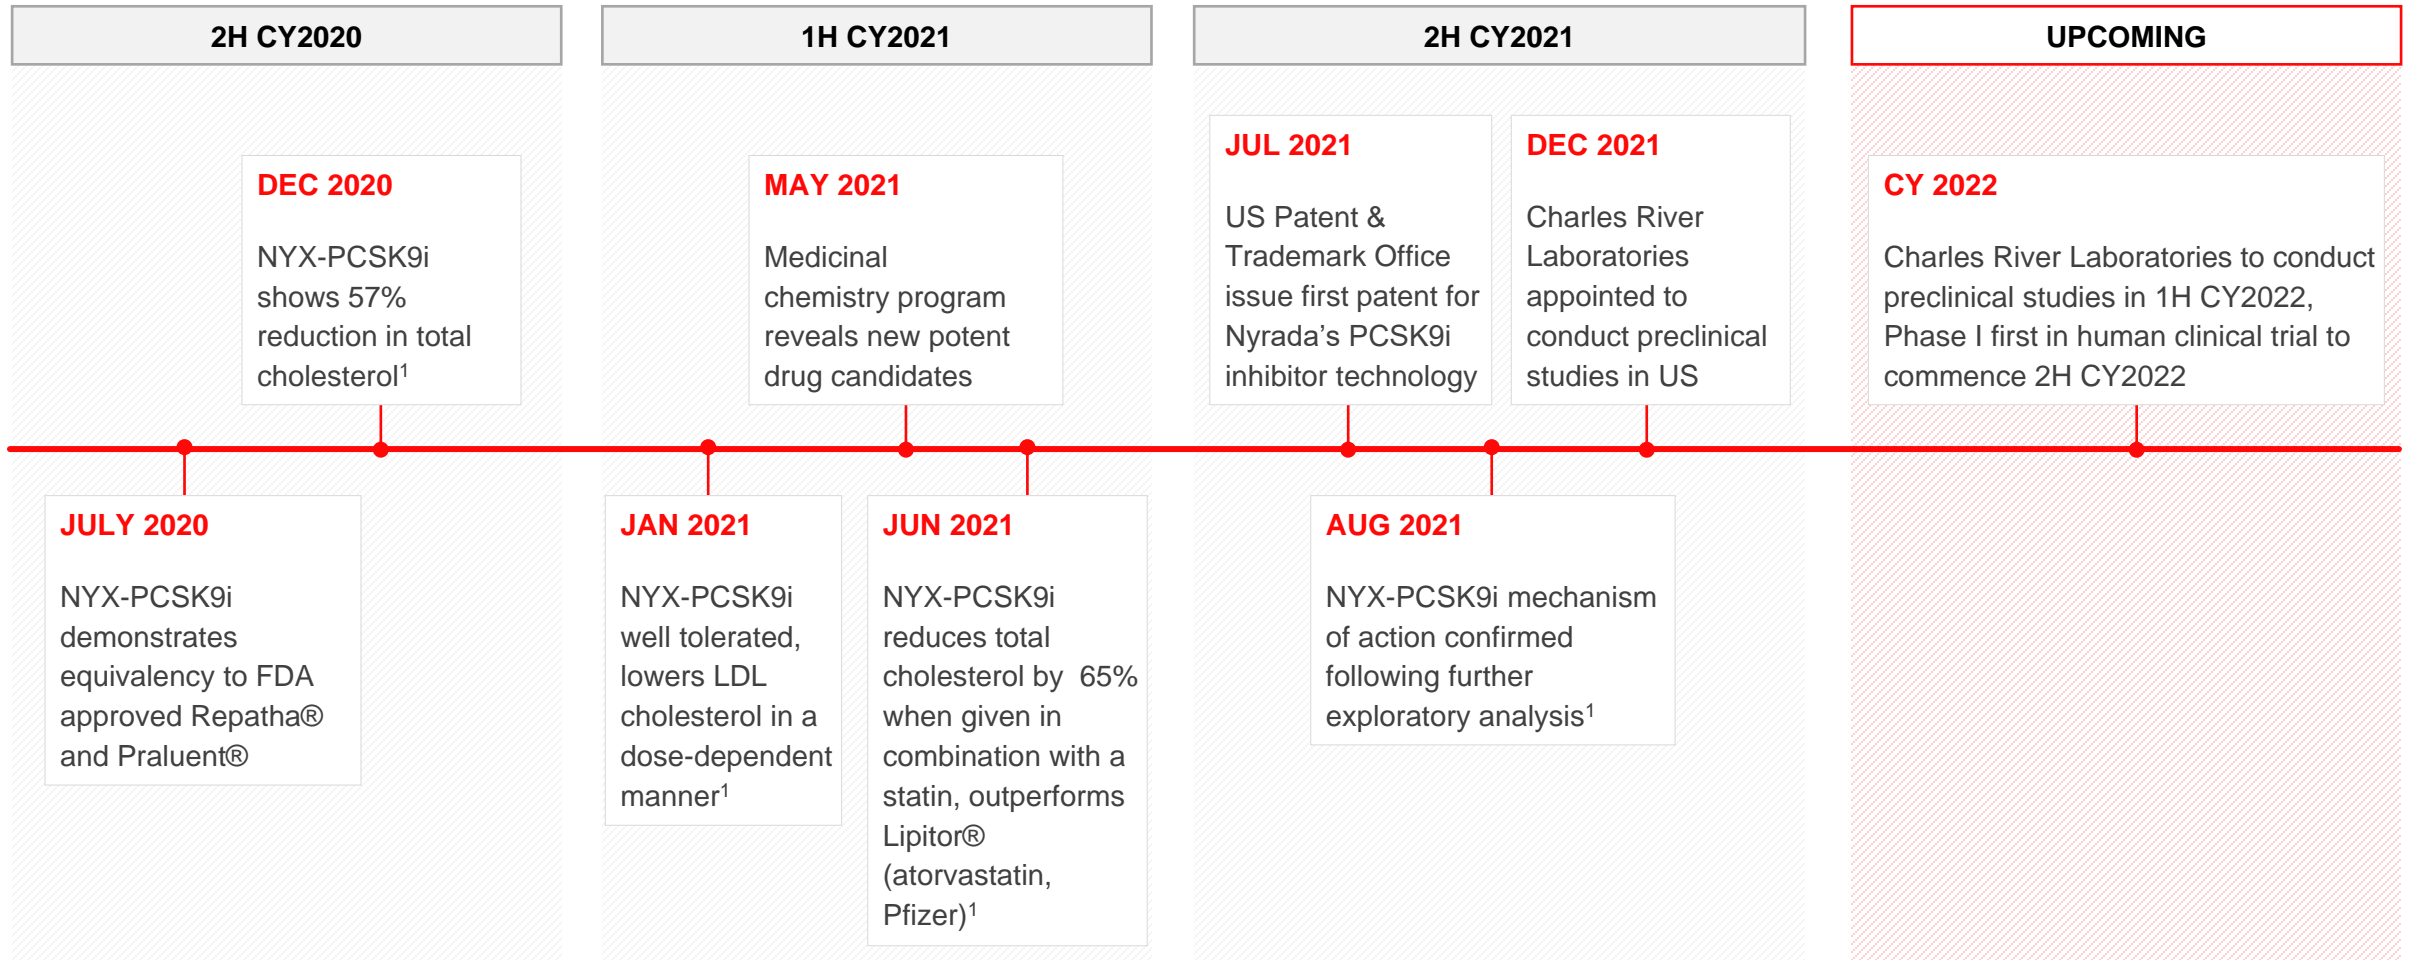 2H CY2020
1H CY2021
2H CY2021
UPCOMING
DEC 2020
NYX-PCSK9i
shows 57%
reduction in total
cholesterol¹
MAY 2021
Medicinal
chemistry program
reveals new potent
drug candidates
JUL 2021
US Patent &
Trademark Office
issue first patent for
Nyrada’s PCSK9i
inhibitor technology
DEC 2021
Charles River
Laboratories
appointed to
conduct preclinical
studies in US
CY 2022
Charles River Laboratories to conduct
preclinical studies in 1H CY2022,
Phase I first in human clinical trial to
commence 2H CY2022
JULY 2020
NYX-PCSK9i
demonstrates
equivalency to FDA
approved Repatha®
and Praluent®
JAN 2021
NYX-PCSK9i
well tolerated,
lowers LDL
cholesterol in a
dose-dependent
manner¹
JUN 2021
NYX-PCSK9i
reduces total
cholesterol by  65%
when given in
combination with a
statin, outperforms
Lipitor®
(atorvastatin,
Pfizer)¹
AUG 2021
NYX-PCSK9i mechanism
of action confirmed
following further
exploratory analysis¹